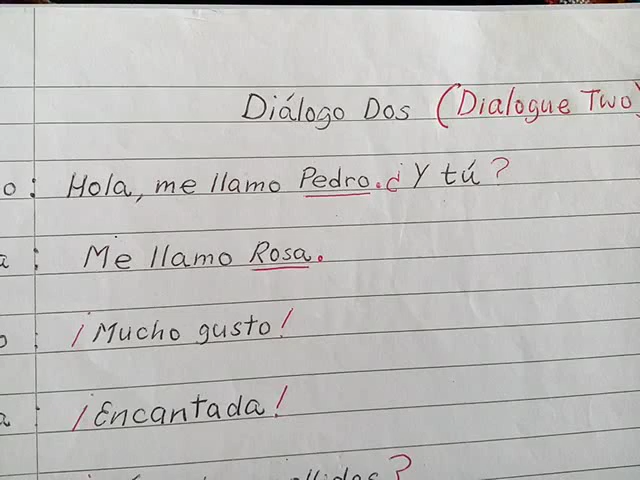 Diálogo Dos (Dialogue Two)
o: Hola, me llamo Pedro. ¿Y tú?
a: Me llamo Rosa.
o: ¡Mucho gusto!
a: ¡Encantada!